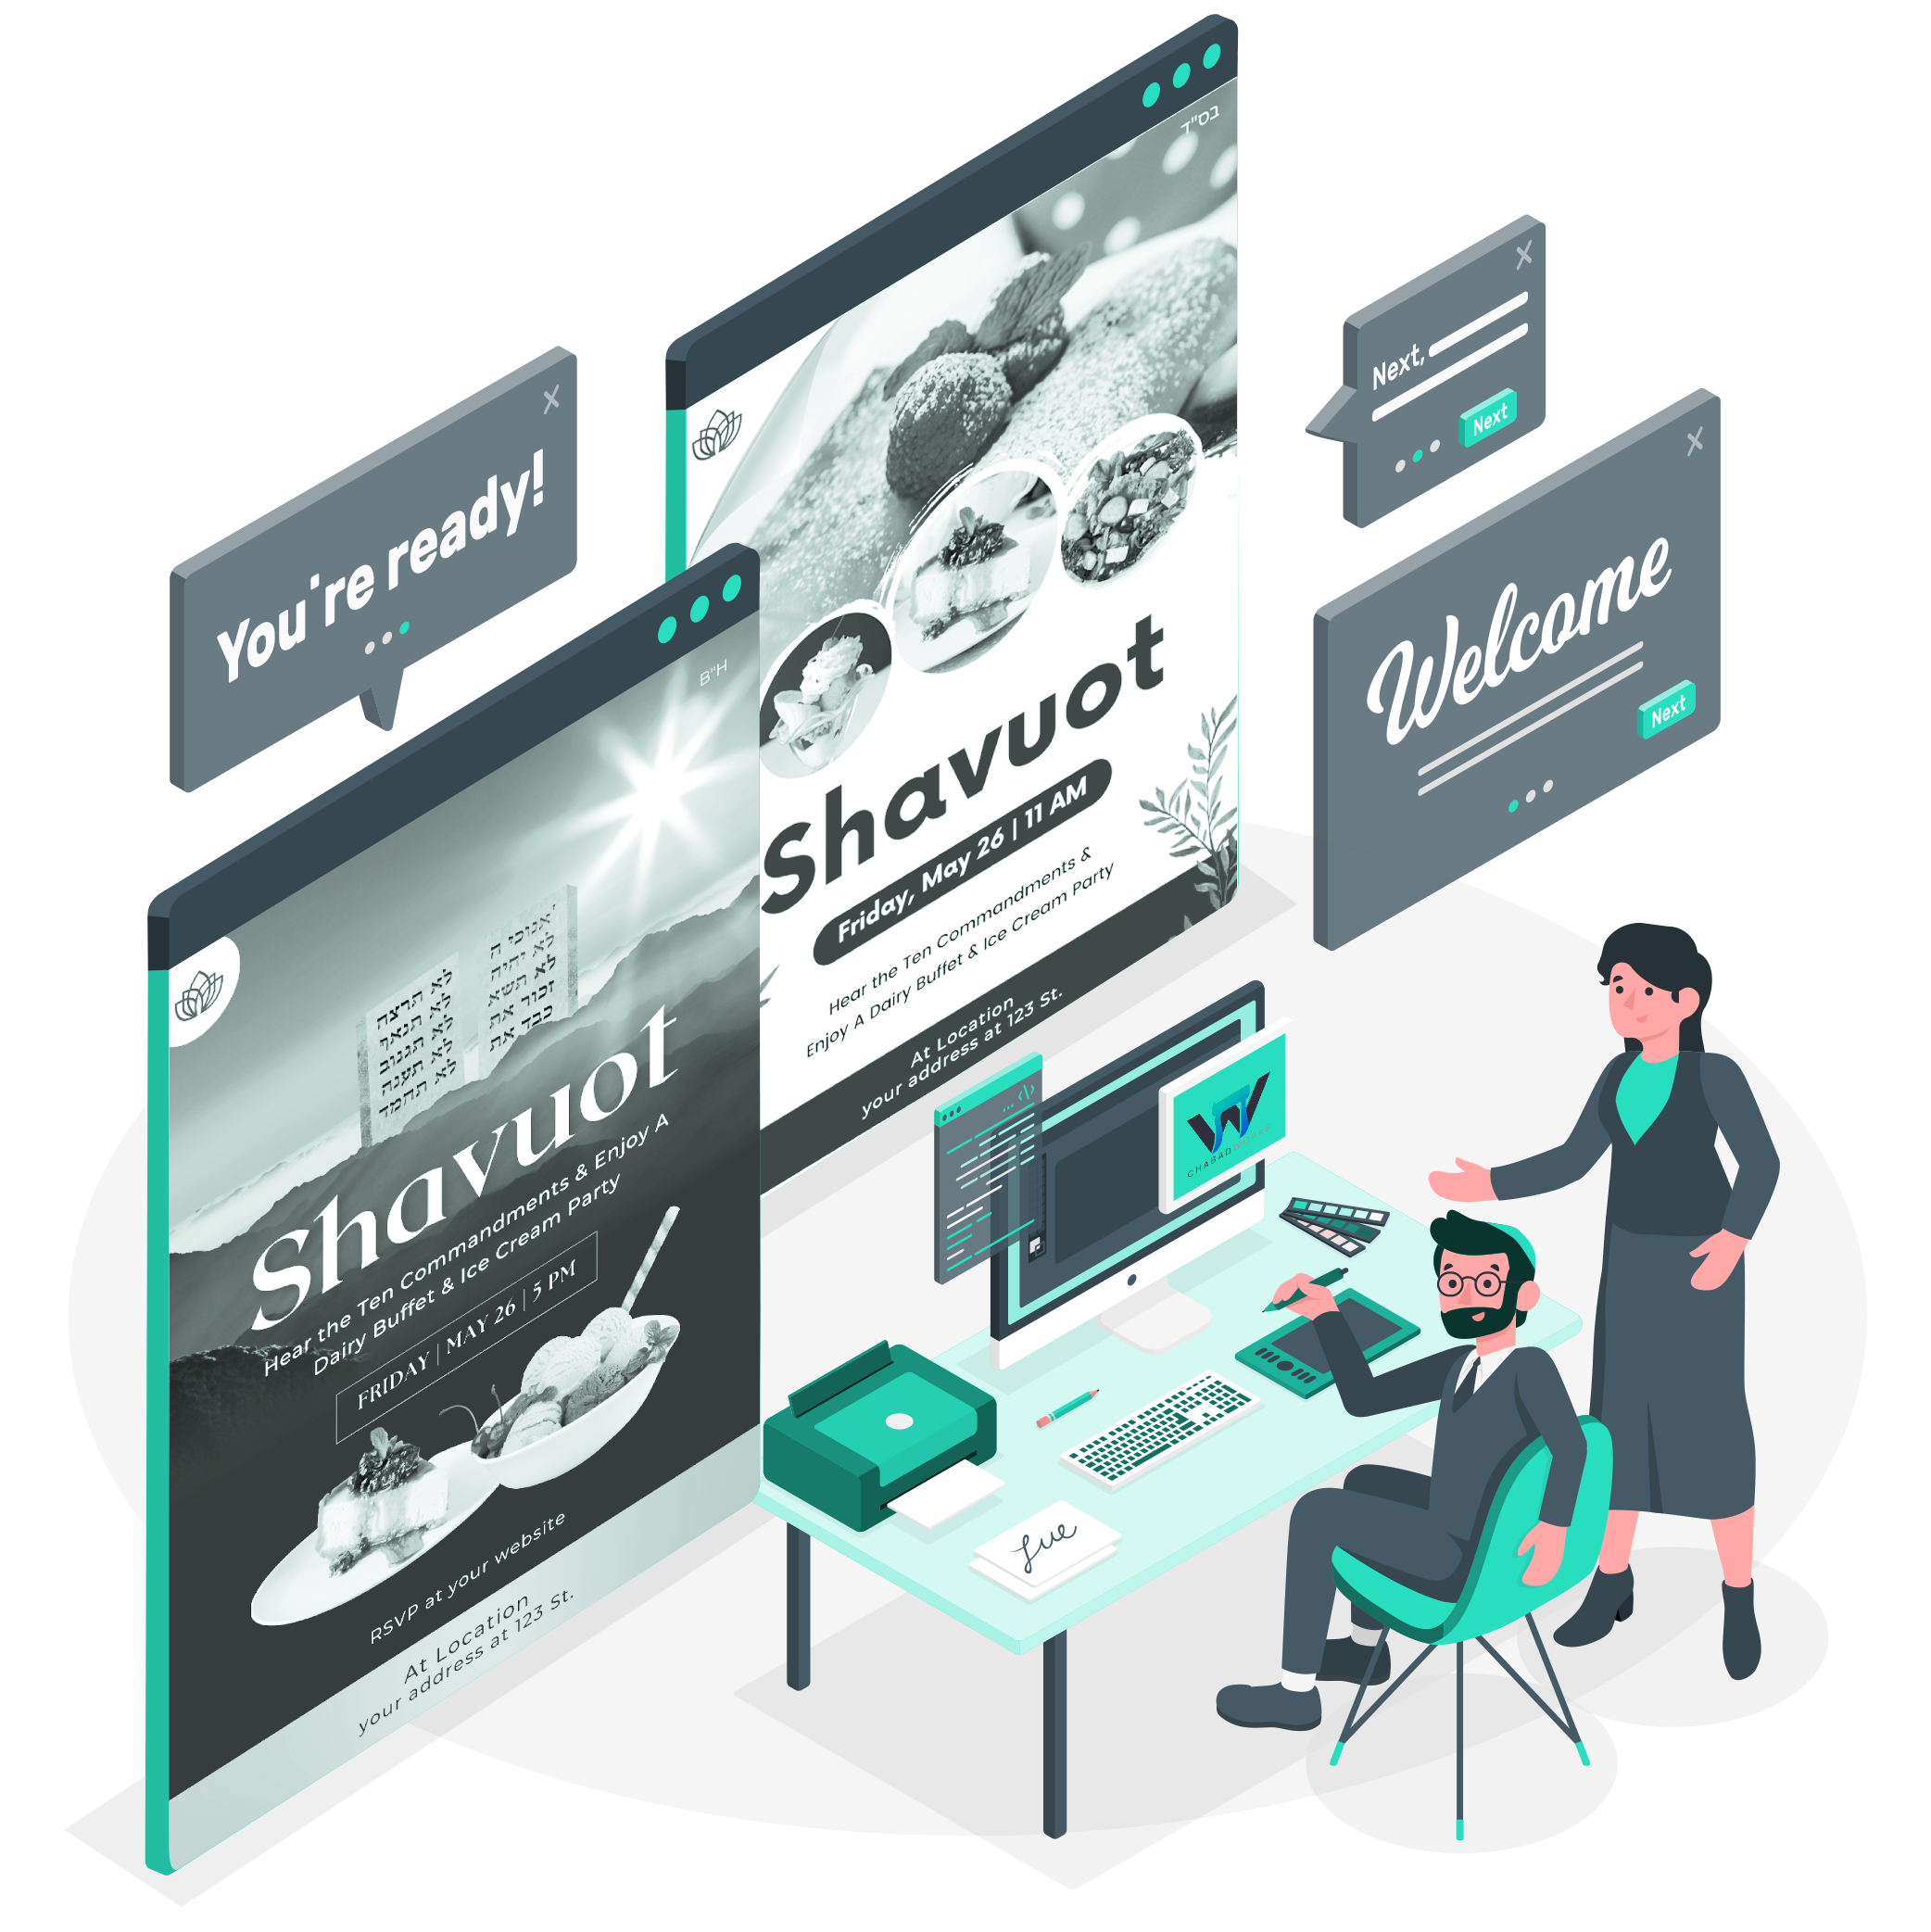 You're ready!
בס"ד
Shavuot
Friday, May 26 | 11 AM
Hear the Ten Commandments &
Enjoy A Dairy Buffet & Ice Cream Party
At Location
your address at 123 St.
Next,
Next
Welcome
Next
B"H
אנוכי ה'
לא יהיה
לא תשא
זכור את
כבד את
לא תרצח
לא תנאף
לא תגנוב
לא תענה
לא תחמד
Shavuot
Hear the Ten Commandments & Enjoy A
Dairy Buffet & Ice Cream Party
FRIDAY | MAY 26 | 5 PM
RSVP at your website
At Location
your address at 123 St.
CHABADWORKS